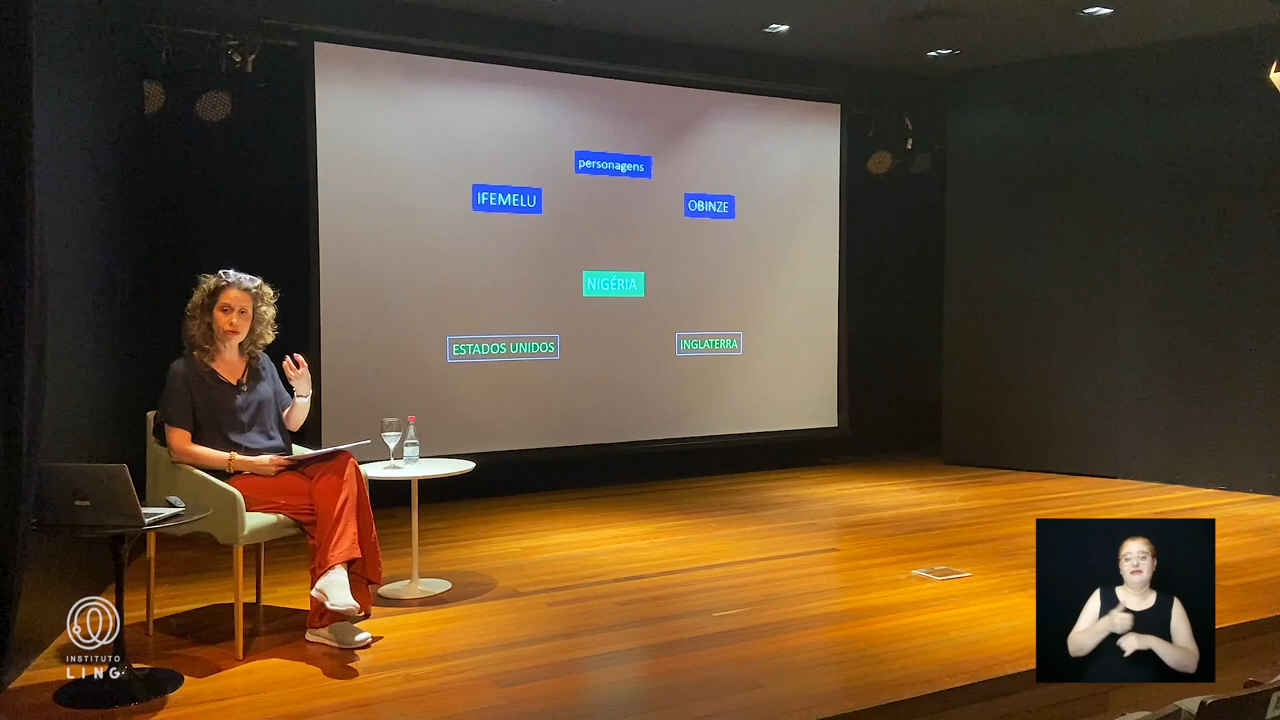 personagens
IFEMELU
OBINZE
NIGÉRIA
ESTADOS UNIDOS
INGLATERRA
INSTITUTO
LING